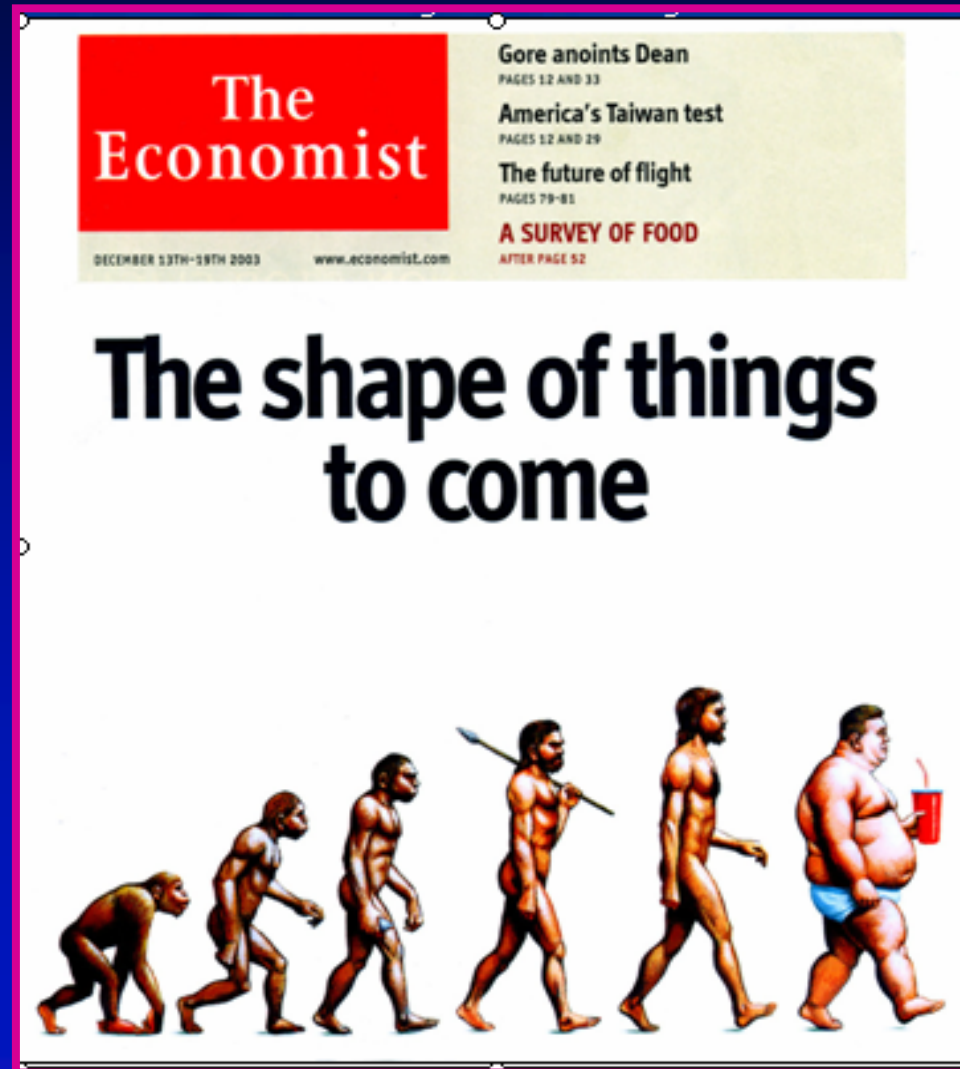 The
Economist
DECEMBER 13TH-19TH 2003 www.economist.com
Gore anoints Dean
PAGES 12 AND 33
America's Taiwan test
PAGES 12 AND 29
The future of flight
PAGES 79-81
A SURVEY OF FOOD
AFTER PAGE 52
The shape of things
to come